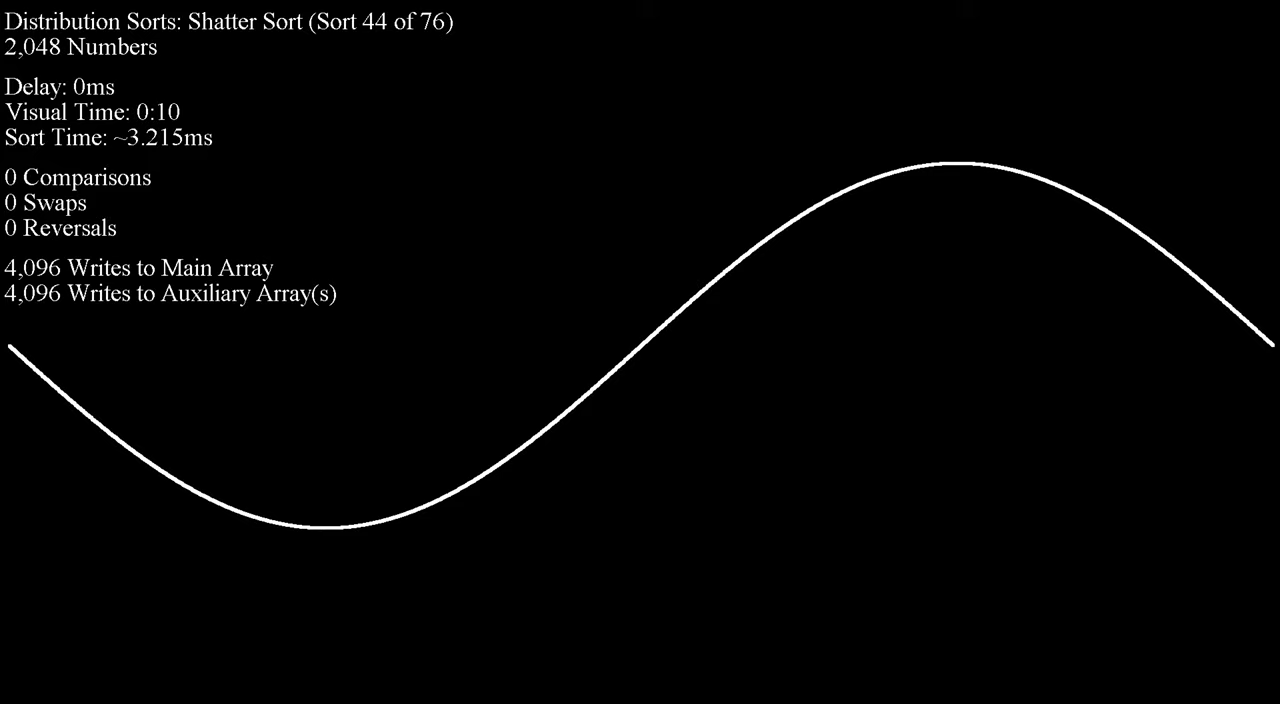 Distribution Sorts: Shatter Sort (Sort 44 of 76)
2,048 Numbers
Delay: 0ms
Visual Time: 0:10
Sort Time: ~3.215ms
0 Comparisons
0 Swaps
0 Reversals
4,096 Writes to Main Array
4,096 Writes to Auxiliary Array(s)